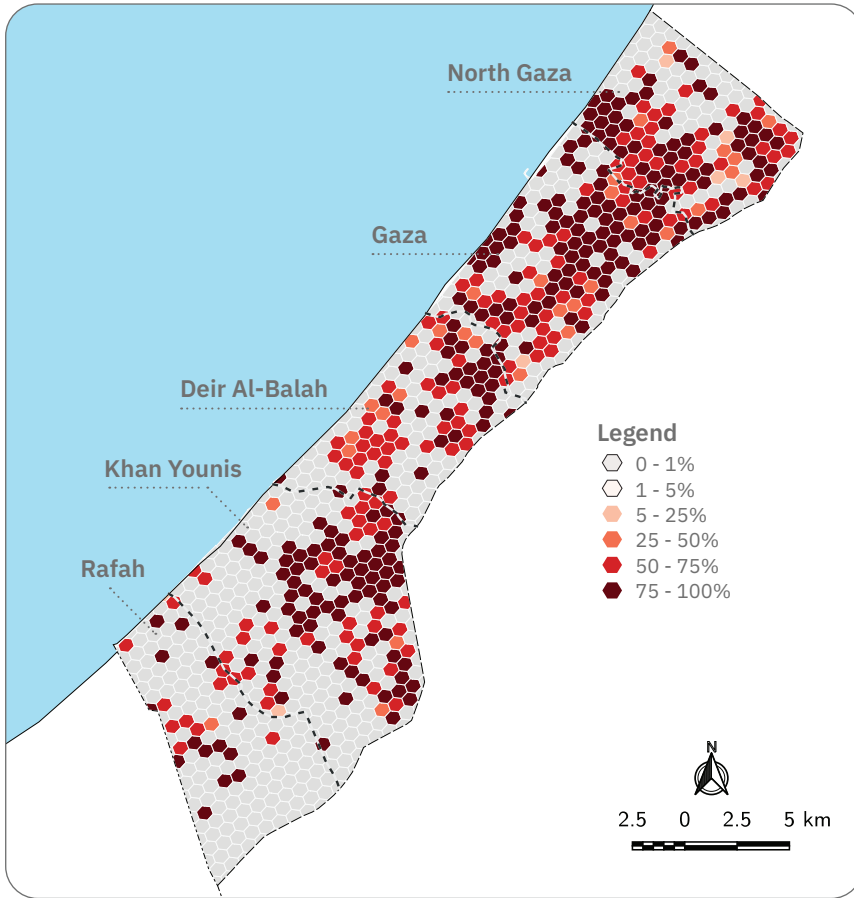 North Gaza
Gaza
Deir Al-Balah
Khan Younis
Rafah
Legend
0 - 1%
1 - 5%
5 - 25%
25 - 50%
50 - 75%
75 - 100%
N
2.5 0 2.5 5 km